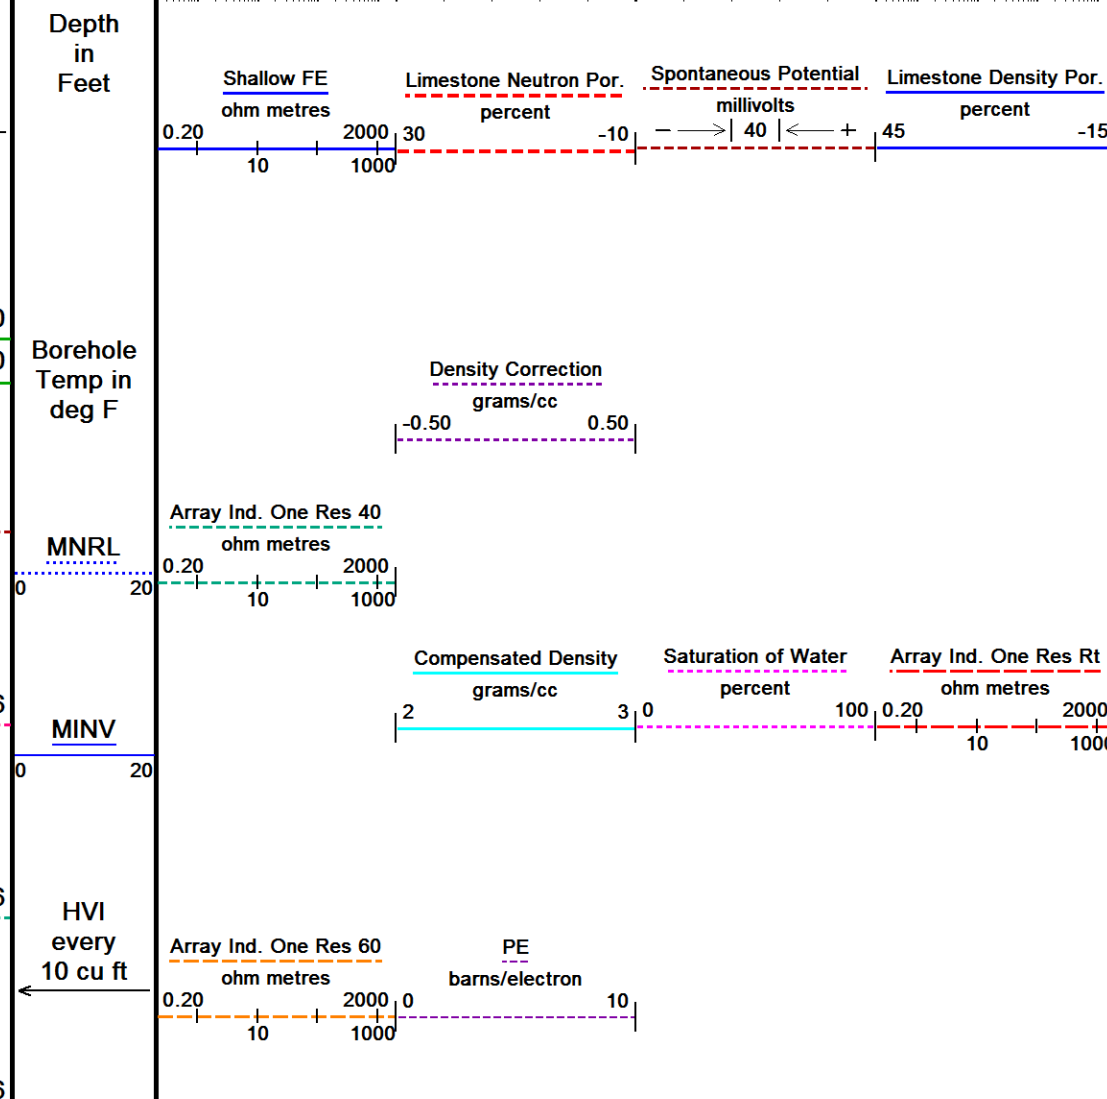 Depth
in
Feet
Shallow FE
ohm metres
0.20 2000
10 1000
Limestone Neutron Por.
percent
30 -10
Spontaneous Potential
millivolts
− 40 +
Limestone Density Por.
percent
45 -15
Borehole
Temp in
deg F
Density Correction
grams/cc
-0.50 0.50
Array Ind. One Res 40
ohm metres
0.20 2000
10 1000
MNRL
0 20
Compensated Density
grams/cc
2 3
Saturation of Water
percent
0 100
Array Ind. One Res Rt
ohm metres
0.20 2000
10 1000
MINV
0 20
HVI
every
10 cu ft
Array Ind. One Res 60
ohm metres
0.20 2000
10 1000
PE
barns/electron
0 10